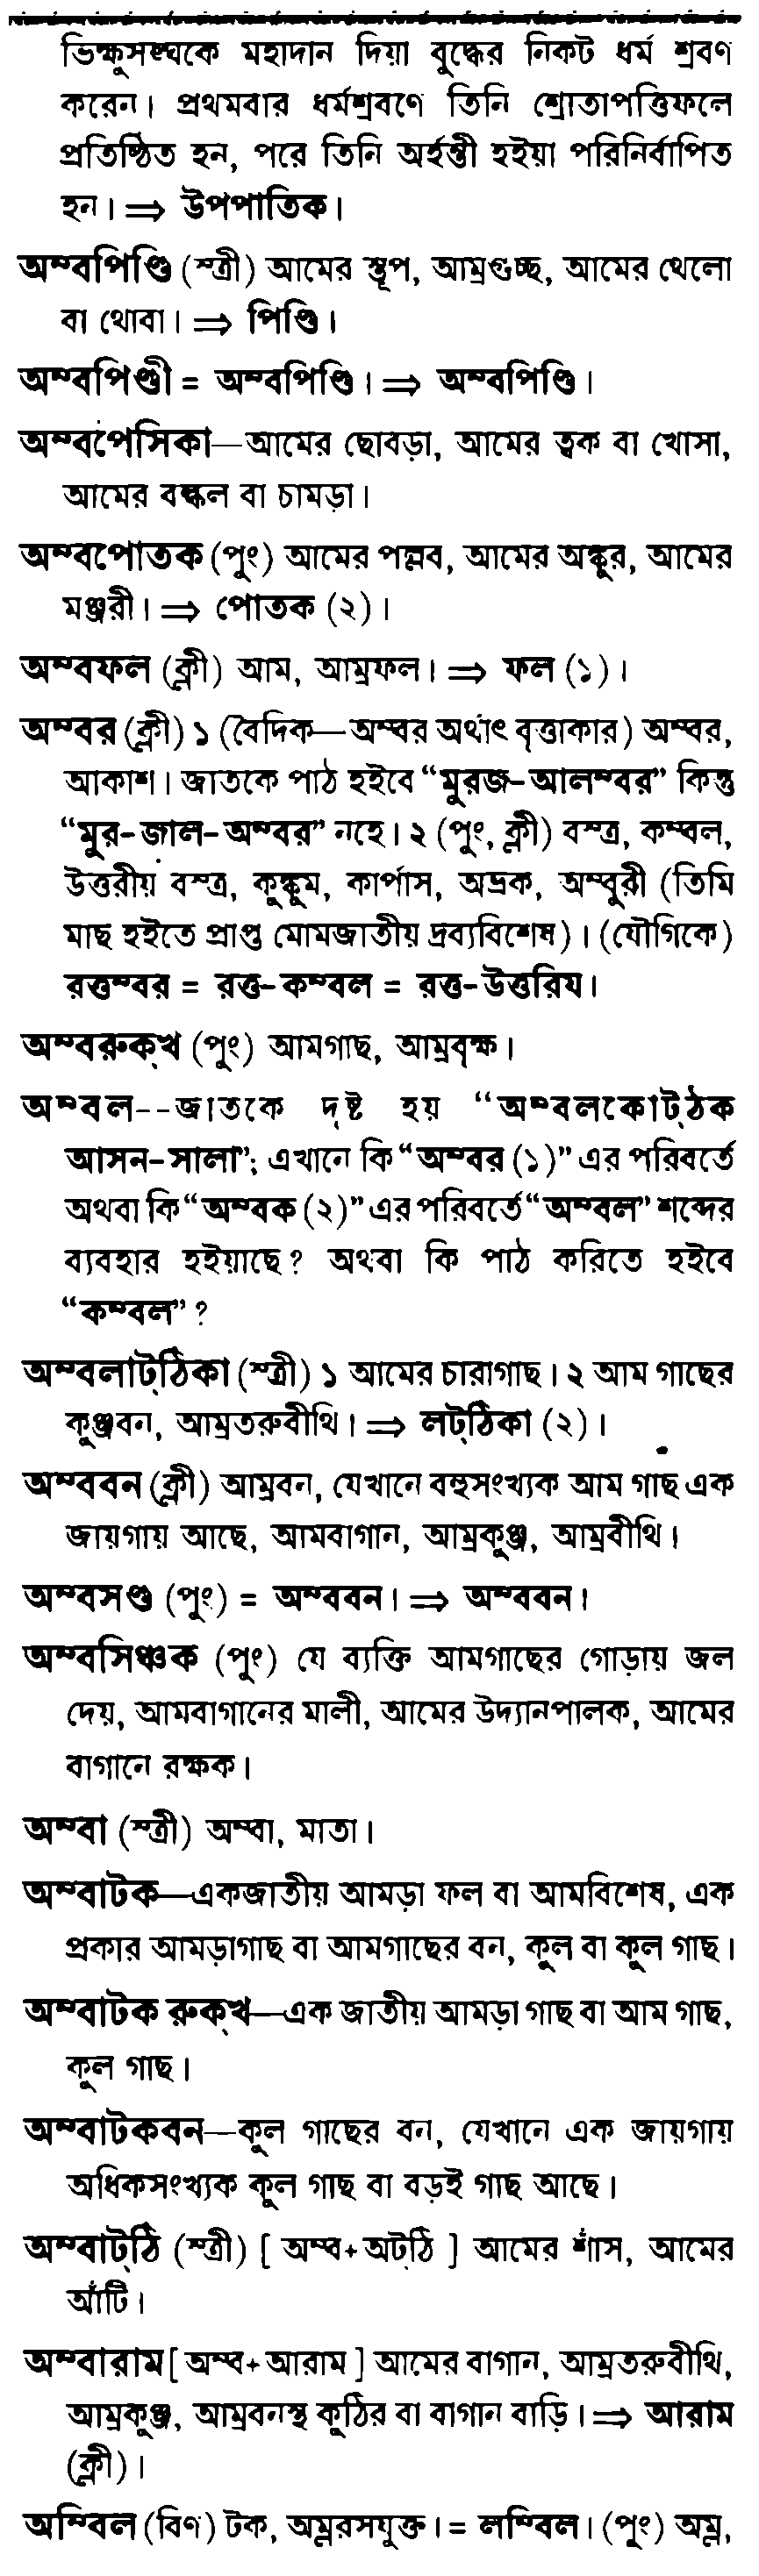 ভিক্ষুসঙ্ঘকে মহাদান দিয়া বুদ্ধের নিকট ধর্ম শ্রবণ
করেন। প্রথমবার ধর্মশ্রবণে তিনি শ্রোতাপত্তিফলে
প্রতিষ্ঠিত হন, পরে তিনি অর্হন্তী হইয়া পরিনির্বাপিত
হন। ⇒ উপপাতিক।
অম্বপিণ্ডি (স্ত্রী) আমের স্তূপ, আম্রগুচ্ছ, আমের থেলো
বা থোবা। ⇒ পিণ্ডি।
অম্বপিণ্ডী = অম্বপিণ্ডি। ⇒ অম্বপিণ্ডি।
অম্বপেসিকা—আমের ছোবড়া, আমের ত্বক বা খোসা,
আমের বল্কল বা চামড়া।
অম্বপোতক (পুং) আমের পল্লব, আমের অঙ্কুর, আমের
মঞ্জরী। ⇒ পোতক (২)।
অম্বফল (ক্লী) আম, আম্রফল। ⇒ ফল (১)।
অম্বর (ক্লী) ১ (বৈদিক—অম্বর অর্থাৎ বৃত্তাকার) অম্বর,
আকাশ। জাতকে পাঠ হইবে “মুরজ-আলম্বর” কিন্তু
“মুর-জাল-অম্বর” নহে। ২ (পুং, ক্লী) বস্ত্র, কম্বল,
উত্তরীয় বস্ত্র, কুঙ্কুম, কার্পাস, অভ্রক, অম্বুরী (তিমি
মাছ হইতে প্রাপ্ত মোমজাতীয় দ্রব্যবিশেষ)। (যৌগিকে)
রত্তম্বর = রত্ত-কম্বল = রত্ত-উত্তরিয।
অম্বরুক্‌খ (পুং) আমগাছ, আম্রবৃক্ষ।
অম্বল--জাতকে দৃষ্ট হয় “অম্বলকোট্‌ঠক
আসন-সালা”; এখানে কি “অম্বর (১)” এর পরিবর্তে
অথবা কি “অম্বক (২)” এর পরিবর্তে “অম্বল” শব্দের
ব্যবহার হইয়াছে? অথবা কি পাঠ করিতে হইবে
“কম্বল”?
অম্বলাট্‌ঠিকা (স্ত্রী) ১ আমের চারাগাছ। ২ আম গাছের
কুঞ্জবন, আম্রতরুবীথি। ⇒ লট্‌ঠিকা (২)।
অম্ববন (ক্লী) আম্রবন, যেখানে বহুসংখ্যক আম গাছ এক
জায়গায় আছে, আমবাগান, আম্রকুঞ্জ, আম্রবীথি।
অম্বসণ্ড (পুং) = অম্ববন। ⇒ অম্ববন।
অম্বসিঞ্চক (পুং) যে ব্যক্তি আমগাছের গোড়ায় জল
দেয়, আমবাগানের মালী, আমের উদ্যানপালক, আমের
বাগানে রক্ষক।
অম্বা (স্ত্রী) অম্বা, মাতা।
অম্বাটক—একজাতীয় আমড়া ফল বা আমবিশেষ, এক
প্রকার আমড়াগাছ বা আমগাছের বন, কুল বা কুল গাছ।
অম্বাটক রুক্‌খ—এক জাতীয় আমড়া গাছ বা আম গাছ,
কুল গাছ।
অম্বাটকবন—কুল গাছের বন, যেখানে এক জায়গায়
অধিকসংখ্যক কুল গাছ বা বড়ই গাছ আছে।
অম্বাট্‌ঠি (স্ত্রী) [ অম্ব+অট্‌ঠি ] আমের শাঁস, আমের
আঁটি।
অম্বারাম [ অম্ব+আরাম ] আমের বাগান, আম্রতরুবীথি,
আম্রকুঞ্জ, আম্রবনস্থ কুঠির বা বাগান বাড়ি। ⇒ আরাম
(ক্লী)।
অম্বিল (বিণ) টক, অম্লরসযুক্ত। = লম্বিল। (পুং) অম্ল,